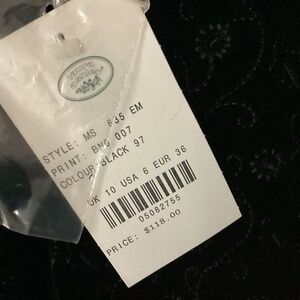 STYLE: MS 635 EM
PRINT: BNG 007
COLOUR: BLACK 97
UK 10 USA 6 EUR 36
05082755
PRICE: $118.00